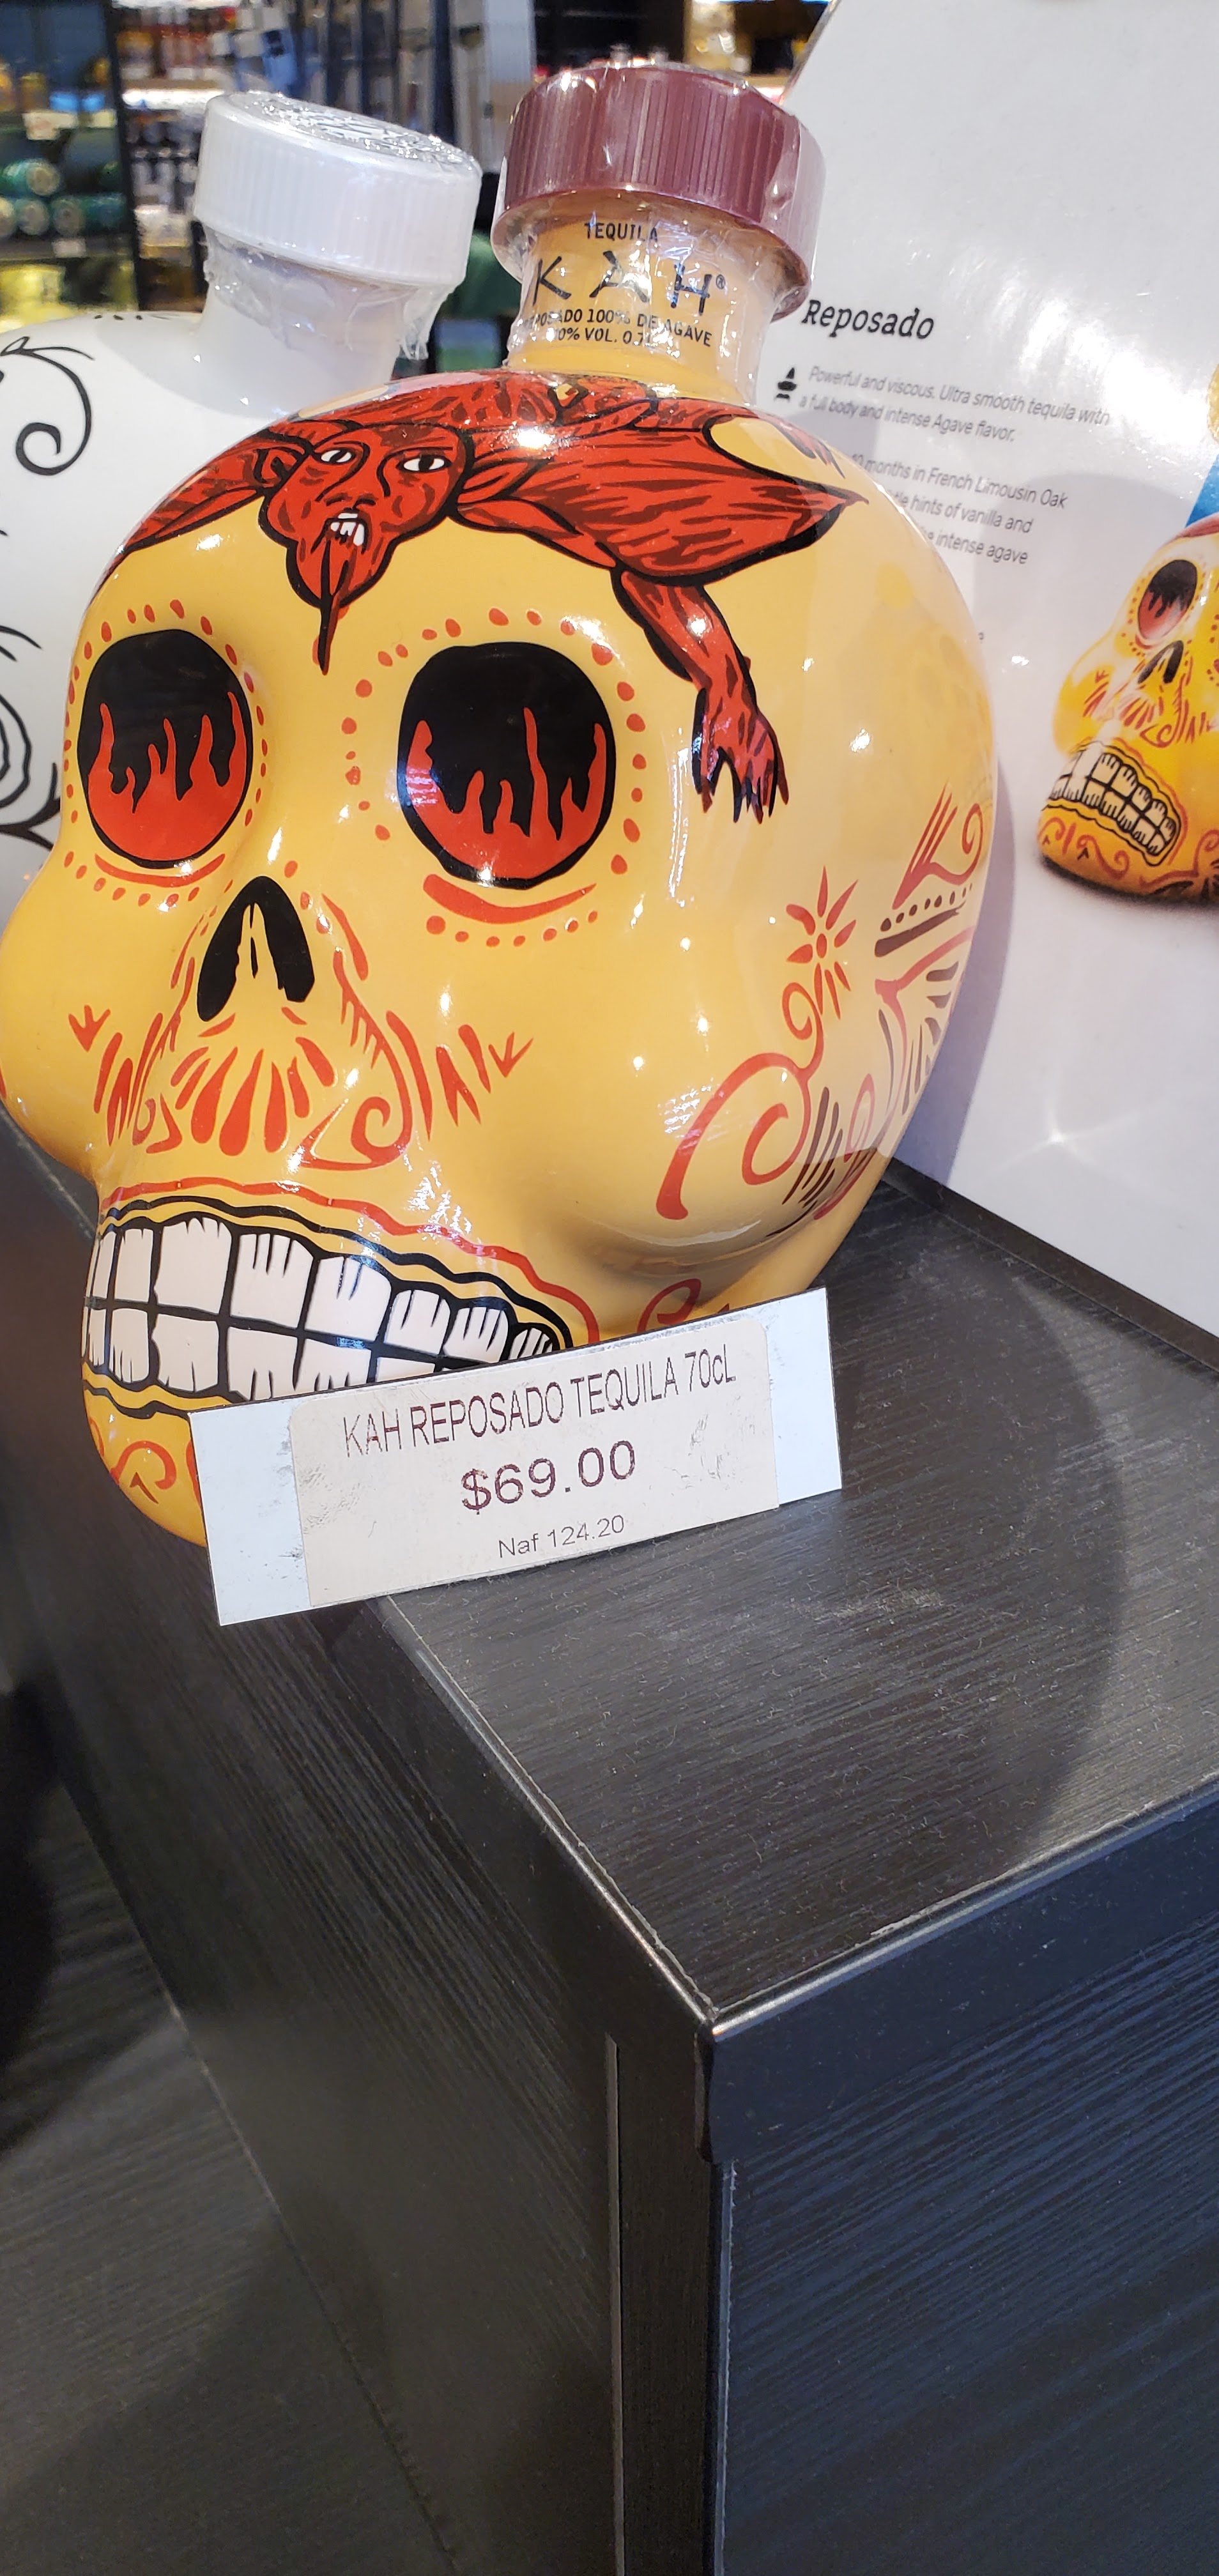 TEQUILA
KAH®
100% DE AGAVE
% VOL. 0.
Reposado
Powerful and viscous. Ultra smooth tequila with
a full body and intense Agave flavor.
months in French Limousin Oak
hints of vanilla and
intense agave
KAH REPOSADO TEQUILA 70cL
$69.00
Naf 124.20